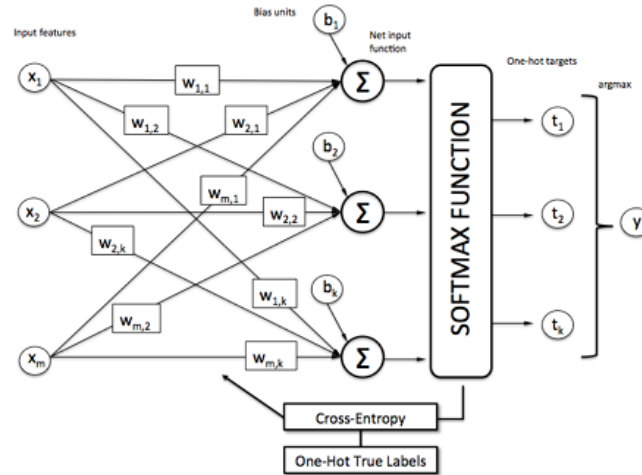 Input features
Bias units
Net input
function
One-hot targets
argmax
x1
x2
xm
w1,1
w1,2
w2,1
wm,1
w2,2
w2,k
w1,k
wm,2
wm,k
b1
b2
bk
Σ
Σ
Σ
SOFTMAX FUNCTION
t1
t2
tk
y
Cross-Entropy
One-Hot True Labels